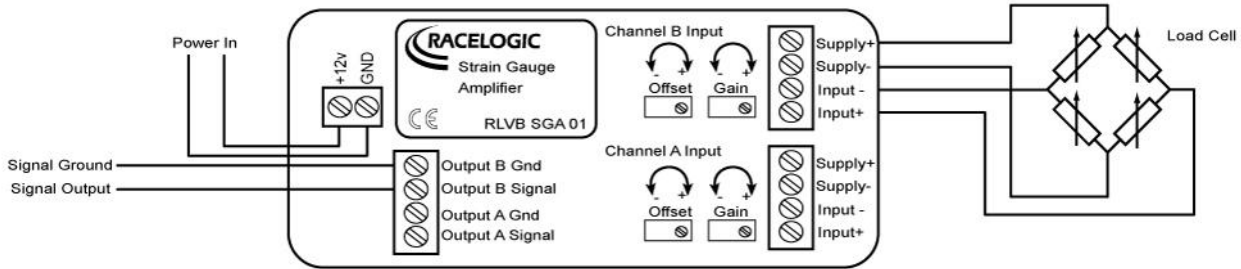 Power In
+12v
GND
RACELOGIC
Strain Gauge
Amplifier
CE
RLVB SGA 01
Signal Ground
Signal Output
Output B Gnd
Output B Signal
Output A Gnd
Output A Signal
Channel B Input
- +
- +
Offset
Gain
Supply+
Supply-
Input -
Input+
Channel A Input
- +
- +
Offset
Gain
Supply+
Supply-
Input -
Input+
Load Cell